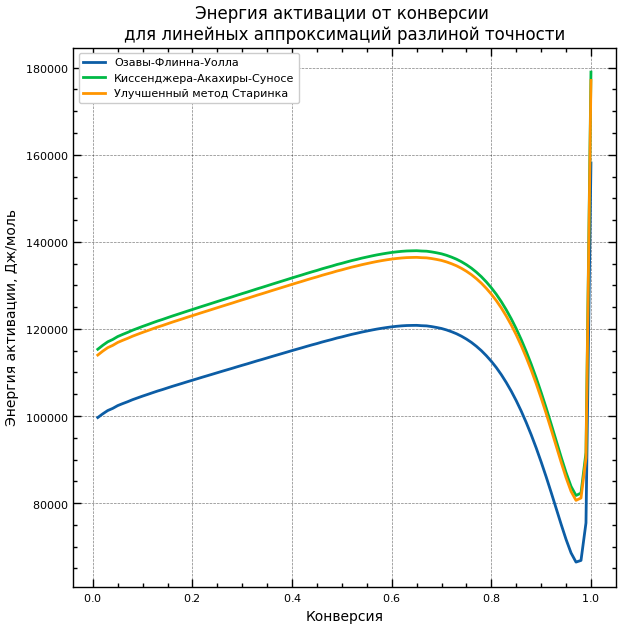 Энергия активации от конверсии
для линейных аппроксимаций разлиной точности
Озавы-Флинна-Уолла
Киссенджера-Акахиры-Суносе
Улучшенный метод Старинка
Энергия активации, Дж/моль
180000
160000
140000
120000
100000
80000
0.0 0.2 0.4 0.6 0.8 1.0
Конверсия